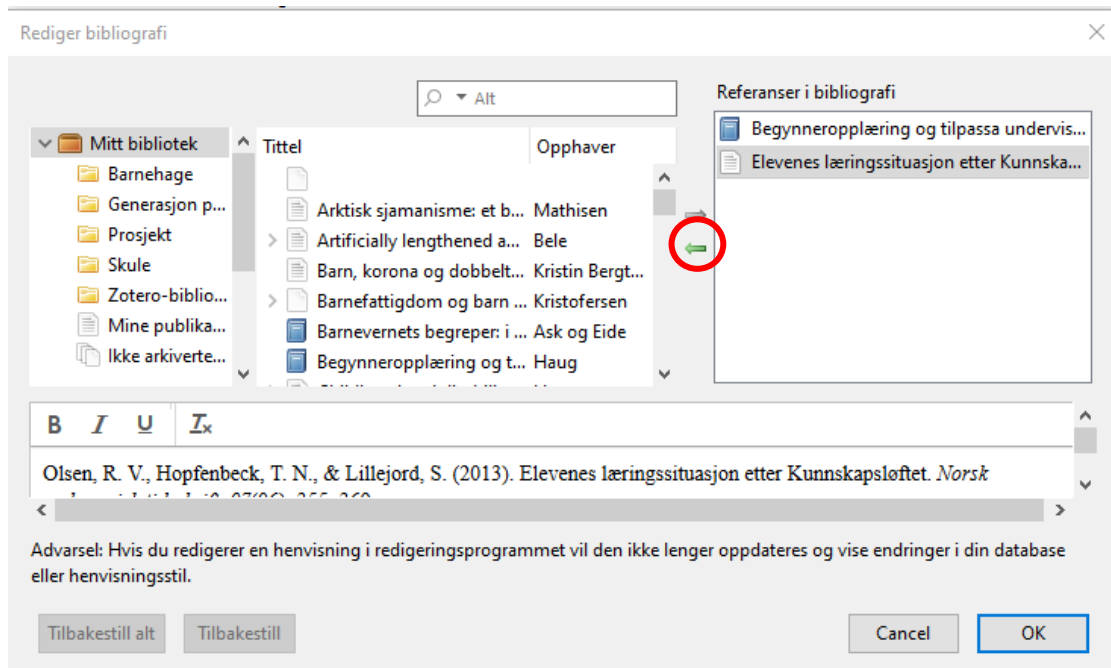 Rediger bibliografi
Alt
Referanser i bibliografi
Mitt bibliotek
Barnehage
Generasjon p...
Prosjekt
Skule
Zotero-biblio...
Mine publika...
Ikke arkiverte...
Tittel Opphaver
Arktisk sjamanisme: et b... Mathisen
Artificially lengthened a... Bele
Barn, korona og dobbelt... Kristin Bergt...
Barnefattigdom og barn ... Kristofersen
Barnevernets begreper: i ... Ask og Eide
Begynneropplæring og t... Haug
Begynneropplæring og tilpassa undervis...
Elevenes læringssituasjon etter Kunnska...
B I U Tx
Olsen, R. V., Hopfenbeck, T. N., & Lillejord, S. (2013). Elevenes læringssituasjon etter Kunnskapsløftet. Norsk
Advarsel: Hvis du redigerer en henvisning i redigeringsprogrammet vil den ikke lenger oppdateres og vise endringer i din database
eller henvisningsstil.
Tilbakestill alt Tilbakestill Cancel OK